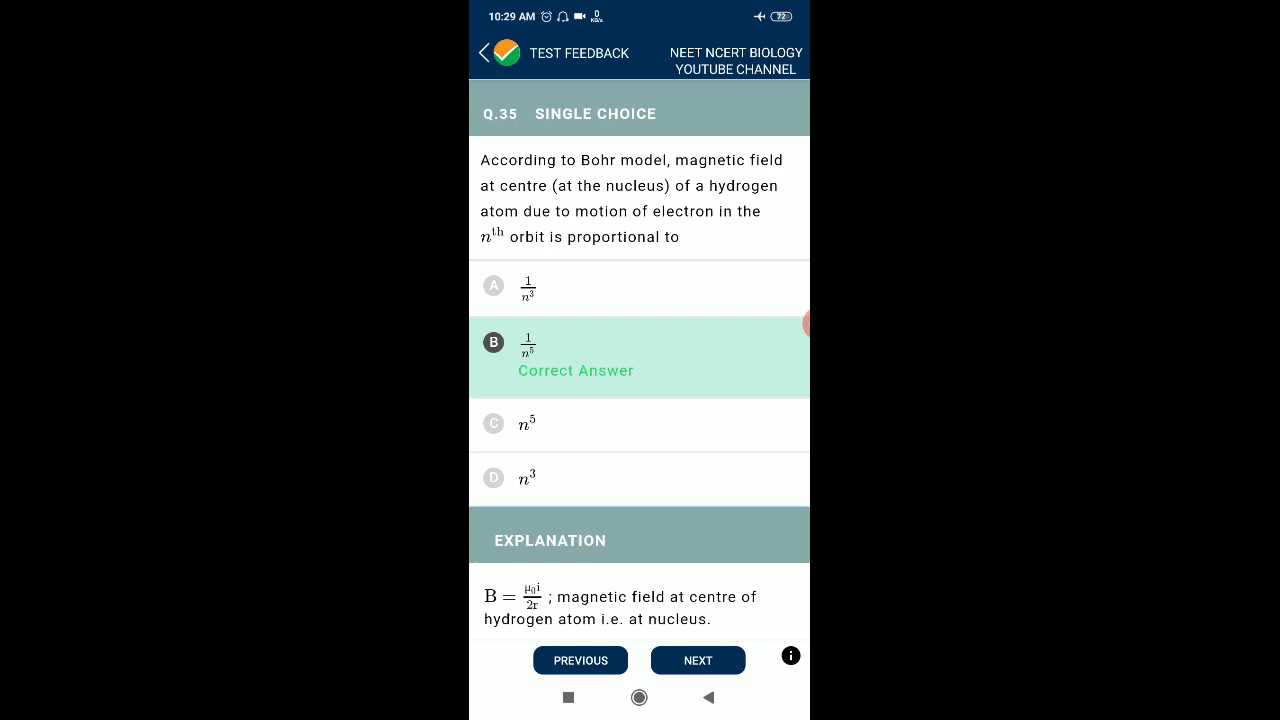 10:29 AM 0 KB/s 72
TEST FEEDBACK NEET NCERT BIOLOGY
YOUTUBE CHANNEL
Q.35 SINGLE CHOICE
According to Bohr model, magnetic field
at centre (at the nucleus) of a hydrogen
atom due to motion of electron in the
nᵗʰ orbit is proportional to
A 1/n³
B 1/n⁵
Correct Answer
C n⁵
D n³
EXPLANATION
B = μ₀i/2r ; magnetic field at centre of
hydrogen atom i.e. at nucleus.
PREVIOUS NEXT